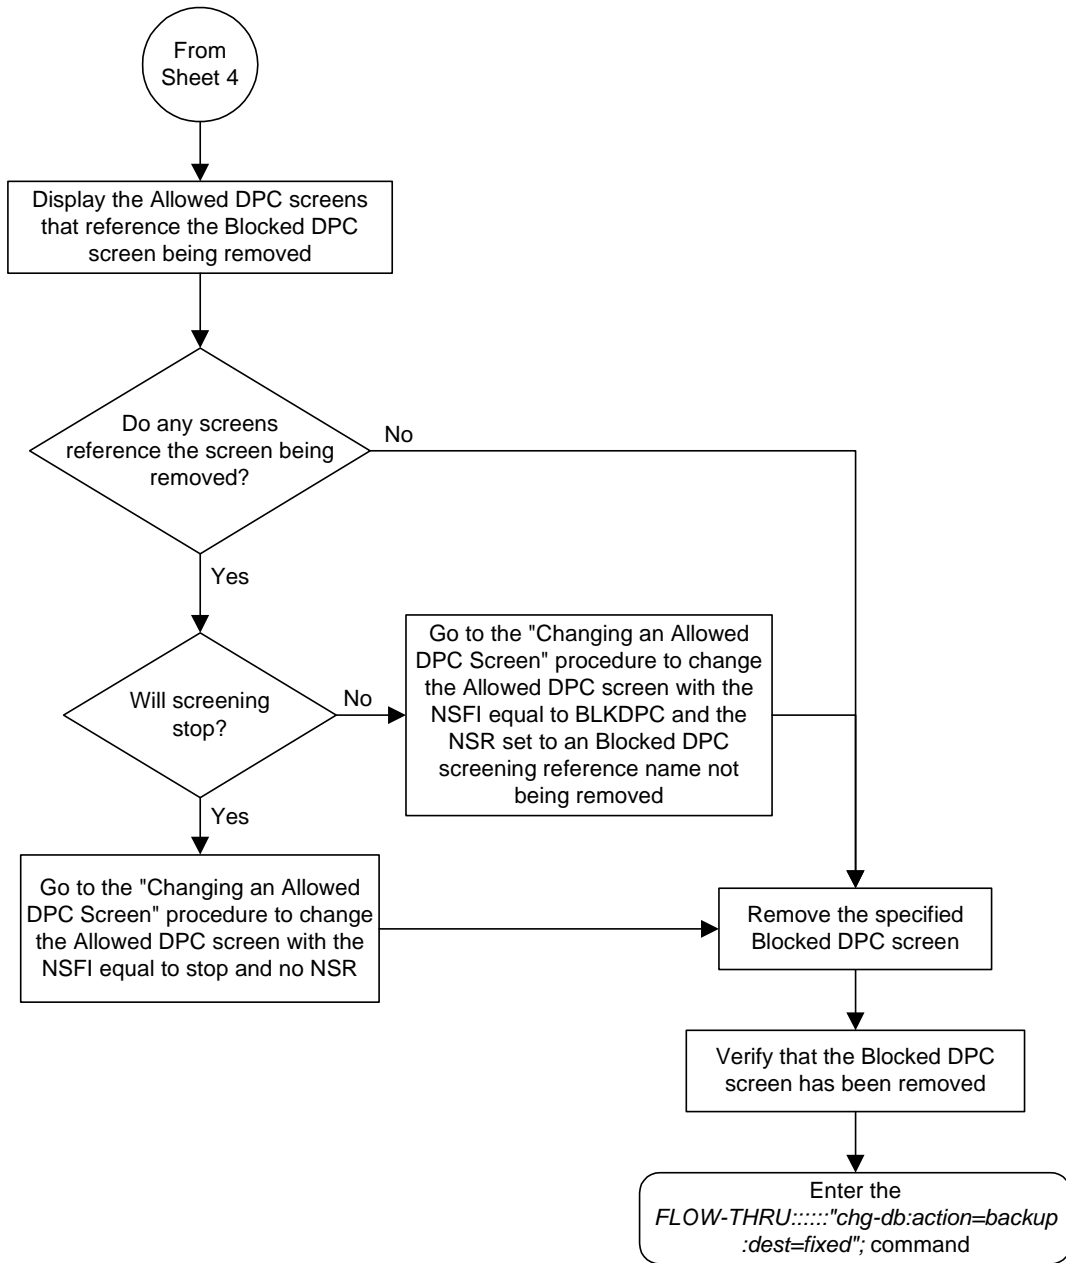 From
Sheet 4
Display the Allowed DPC screens
that reference the Blocked DPC
screen being removed
Do any screens
reference the screen being
removed?
No
Yes
Will screening
stop?
No
Go to the "Changing an Allowed
DPC Screen" procedure to change
the Allowed DPC screen with the
NSFI equal to BLKDPC and the
NSR set to an Blocked DPC
screening reference name not
being removed
Yes
Go to the "Changing an Allowed
DPC Screen" procedure to change
the Allowed DPC screen with the
NSFI equal to stop and no NSR
Remove the specified
Blocked DPC screen
Verify that the Blocked DPC
screen has been removed
Enter the
FLOW-THRU::::::"chg-db:action=backup
:dest=fixed"; command